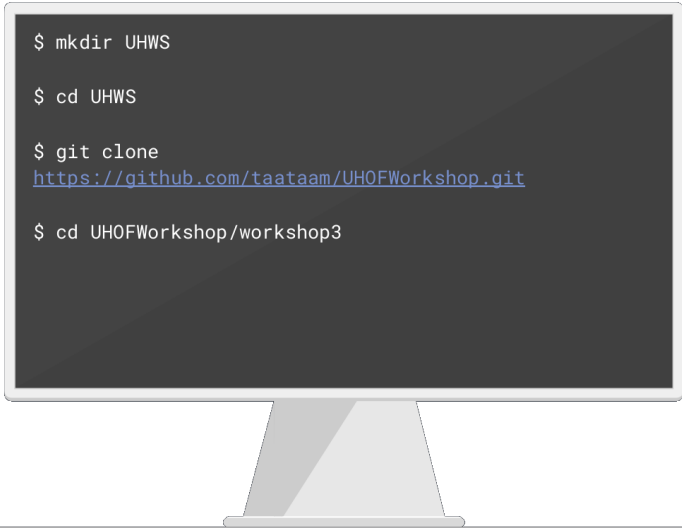 $ mkdir UHWS
$ cd UHWS
$ git clone
https://github.com/taataam/UHOFWorkshop.git
$ cd UHOFWorkshop/workshop3